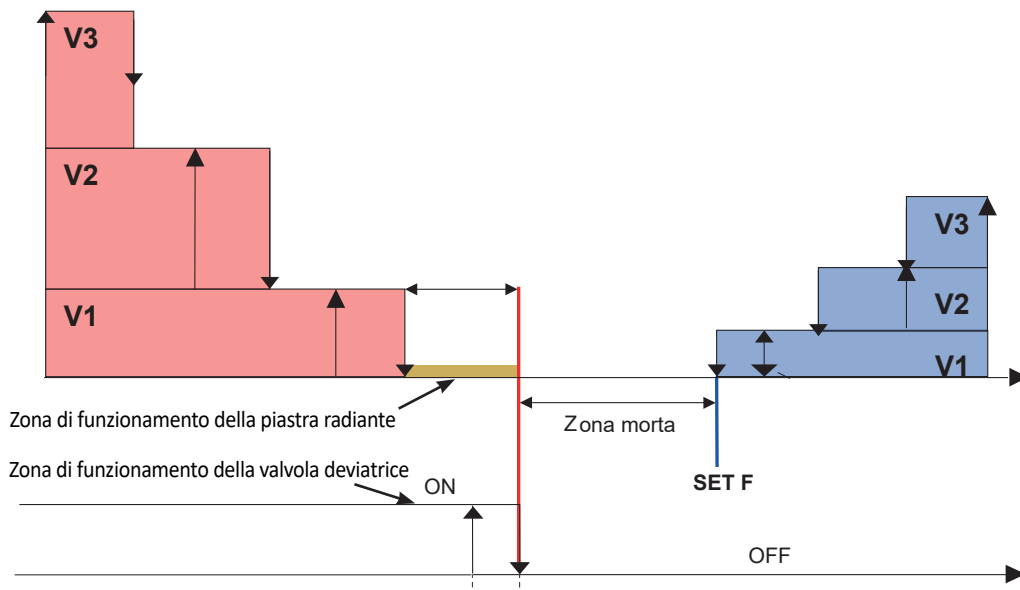 V3
V2
V1
V3
V2
V1
Zona di funzionamento della piastra radiante
Zona morta
Zona di funzionamento della valvola deviatrice
ON
SET F
OFF